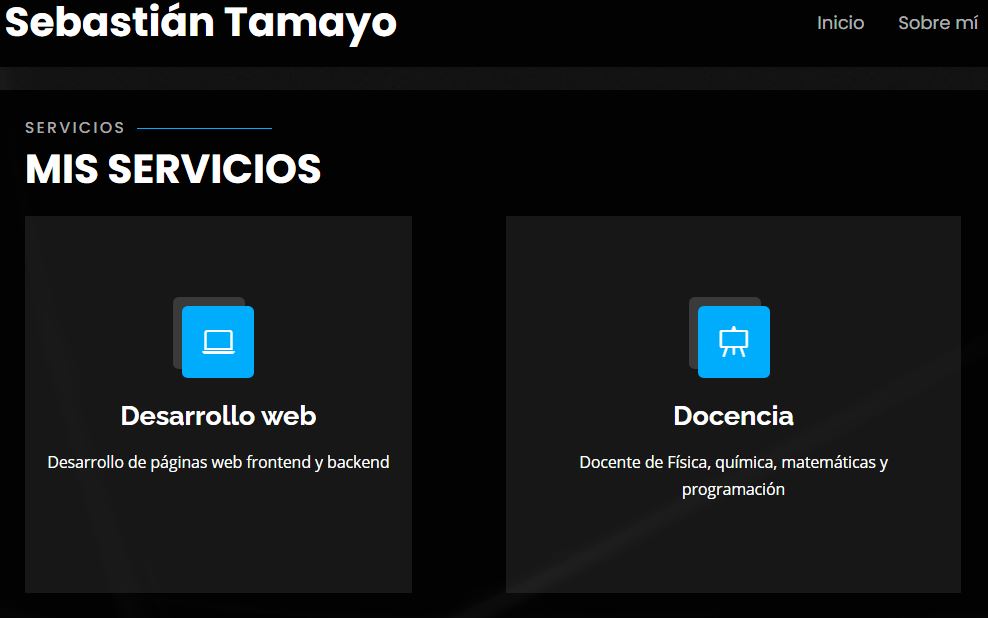 Sebastián Tamayo
Inicio
Sobre mí
SERVICIOS
MIS SERVICIOS
Desarrollo web
Desarrollo de páginas web frontend y backend
Docencia
Docente de Física, química, matemáticas y
programación